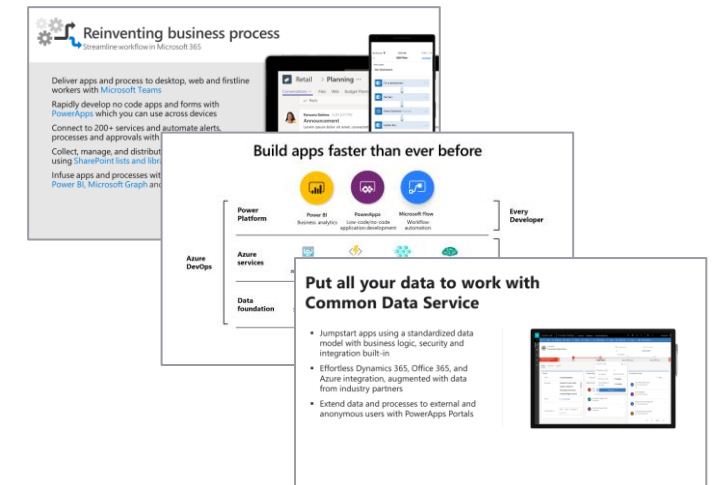 Reinventing business process
Streamline workflow in Microsoft 365
Deliver apps and process to desktop, web and firstline
workers with Microsoft Teams
Rapidly develop no code apps and forms with
PowerApps which you can use across devices
Connect to 200+ services and automate alerts,
processes and approvals with
Collect, manage, and distribut
using SharePoint lists and libra
Infuse apps and processes wit
Power BI, Microsoft Graph and
Retail > Planning
Announcement
Build apps faster than ever before
Power
Platform
Power BI
Business analytics
PowerApps
Low-code/no-code
application development
Microsoft Flow
Workflow
automation
Every
Developer
Azure
DevOps
Azure
services
Data
foundation
Put all your data to work with
Common Data Service
▪ Jumpstart apps using a standardized data
model with business logic, security and
integration built-in
▪ Effortless Dynamics 365, Office 365, and
Azure integration, augmented with data
from industry partners
▪ Extend data and processes to external and
anonymous users with PowerApps Portals